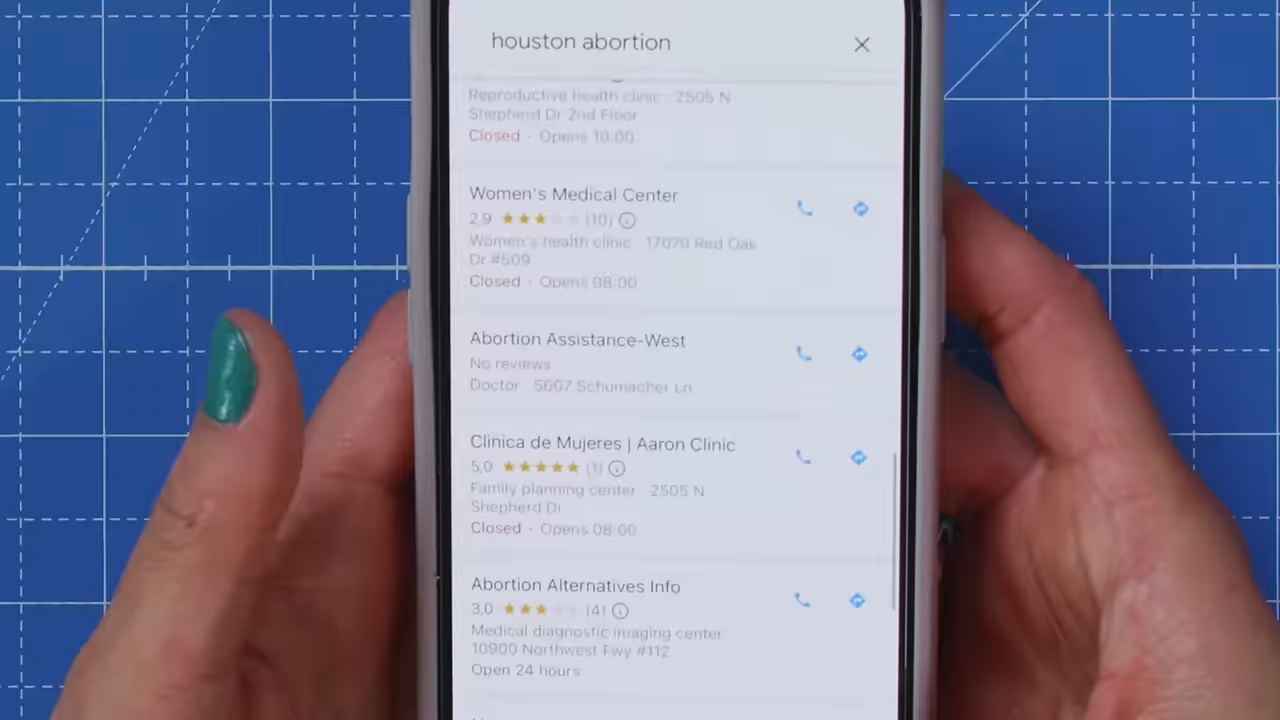 houston abortion
Reproductive health clinic · 2505 N
Shepherd Dr 2nd Floor
Closed · Opens 10:00
Women's Medical Center
2,9 (10)
Women's health clinic · 17070 Red Oak
Dr #509
Closed · Opens 08:00
Abortion Assistance-West
No reviews
Doctor · 5607 Schumacher Ln
Clinica de Mujeres | Aaron Clinic
5,0 (1)
Family planning center · 2505 N
Shepherd Dr
Closed · Opens 08:00
Abortion Alternatives Info
3,0 (4)
Medical diagnostic imaging center
10900 Northwest Fwy #112
Open 24 hours